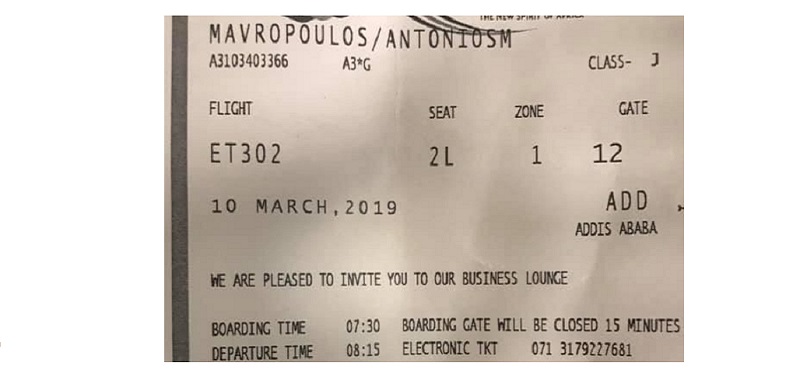 THE NEW SPIRIT OF AFRICA
MAVROPOULOS/ANTONIOSM
A3103403366 A3*G CLASS- J
FLIGHT SEAT ZONE GATE
ET302 2L 1 12
10 MARCH,2019 ADD
ADDIS ABABA
WE ARE PLEASED TO INVITE YOU TO OUR BUSINESS LOUNGE
BOARDING TIME 07:30 BOARDING GATE WILL BE CLOSED 15 MINUTES
DEPARTURE TIME 08:15 ELECTRONIC TKT 071 3179227681